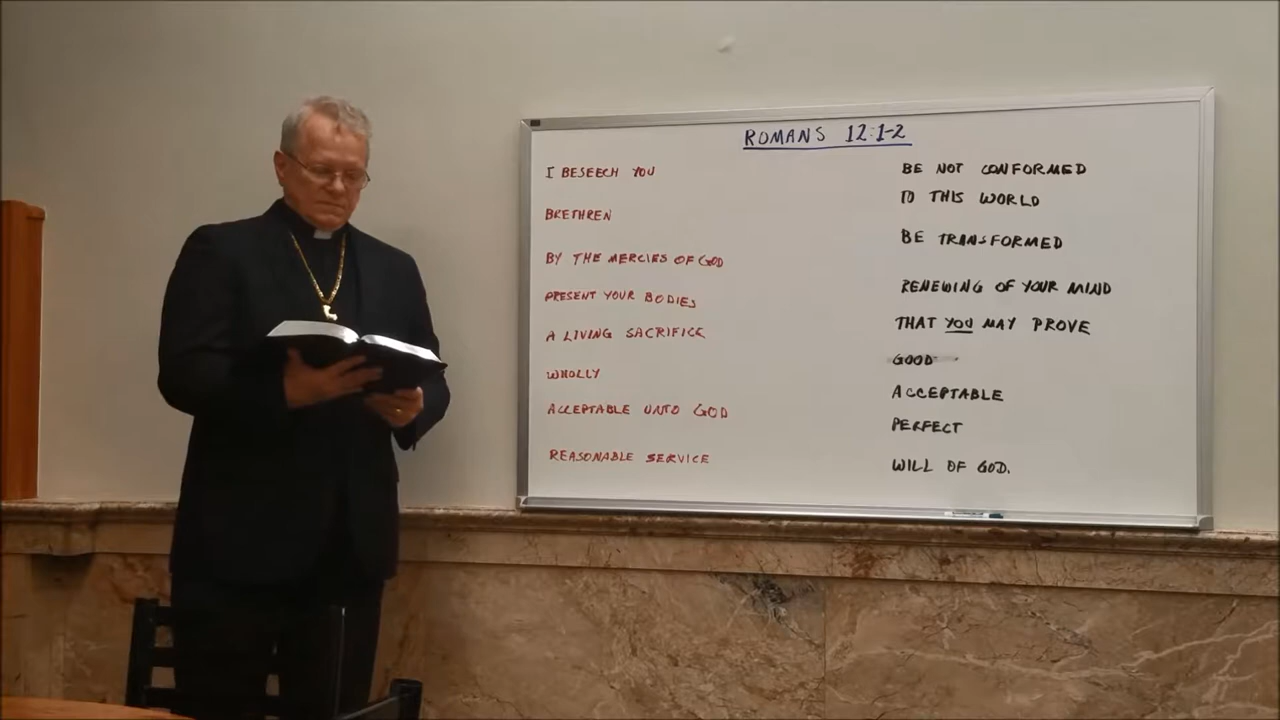 ROMANS 12:1-2
I BESEECH YOU
BRETHREN
BY THE MERCIES OF GOD
PRESENT YOUR BODIES
A LIVING SACRIFICE
WHOLLY
ACCEPTABLE UNTO GOD
REASONABLE SERVICE
BE NOT CONFORMED
TO THIS WORLD
BE TRANSFORMED
RENEWING OF YOUR MIND
THAT YOU MAY PROVE
GOOD
ACCEPTABLE
PERFECT
WILL OF GOD.